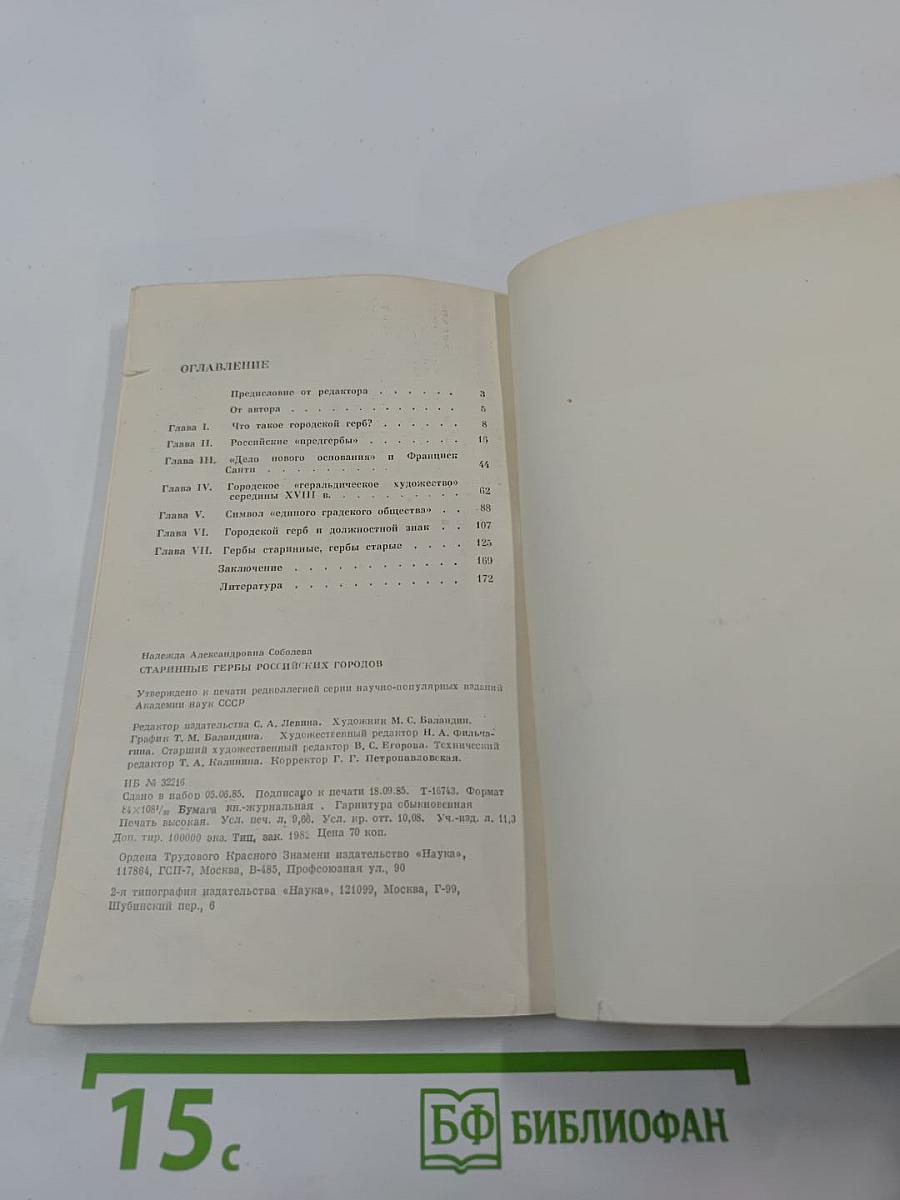 ОГЛАВЛЕНИЕ
Предисловие от редактора . . . . . . 3
От автора . . . . . . . . . . . . 5
Глава I. Что такое городской герб? . . . . . . 8
Глава II. Российские «предгербы» . . . . . . . 16
Глава III. «Дело нового основания» и Франциск
Санти . . . . . . . . . 44
Глава IV. Городское «геральдическое художество»
середины XVIII в. . . . . . . . . . 62
Глава V. Символ «единого градского общества» . . 88
Глава VI. Городской герб и должностной знак . . 107
Глава VII. Гербы старинные, гербы старые . . . . 125
Заключение . . . . . . . . . . . . 169
Литература . . . . . . . . . . . . 172
Надежда Александровна Соболева
СТАРИННЫЕ ГЕРБЫ РОССИЙСКИХ ГОРОДОВ
Утверждено к печати редколлегией серии научно-популярных изданий
Академии наук СССР
Редактор издательства С. А. Левина. Художник М. С. Баландин.
График Т. М. Баландина. Художественный редактор Н. А. Фильча-
гина. Старший художественный редактор В. С. Егорова. Технический
редактор Т. А. Калинина. Корректор Г. Г. Петропавловская.
ИБ № 32216
Сдано в набор 05.06.85. Подписано к печати 18.09.85. Т-16743. Формат
84×108¹/₃₂ Бумага кн.-журнальная . Гарнитура обыкновенная
Печать высокая. Усл. печ. л. 9,66. Усл. кр. отт. 10,08. Уч.-изд. л. 11,3
Доп. тир. 100000 экз. Тип. зак. 1982 Цена 70 коп.
Ордена Трудового Красного Знамени издательство «Наука»,
117864, ГСП-7, Москва, В-485, Профсоюзная ул., 90
2-я типография издательства «Наука», 121099, Москва, Г-99,
Шубинский пер., 6
15 с БФ БИБЛИОФАН